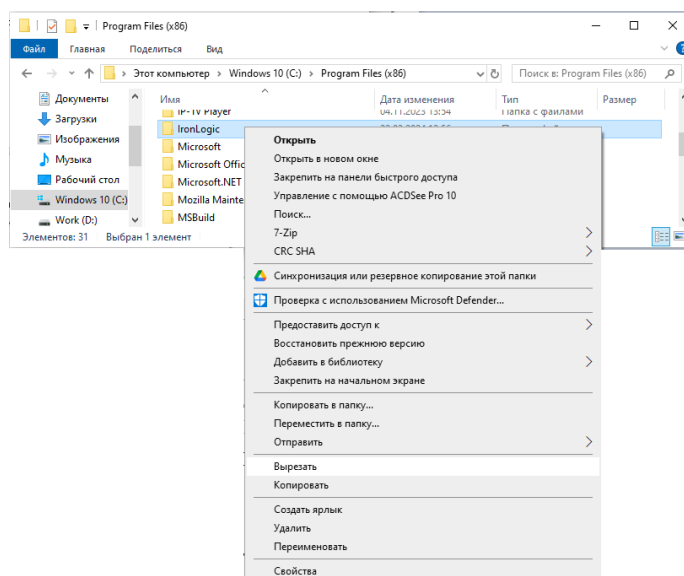 Program Files (x86)
Файл Главная Поделиться Вид
Этот компьютер › Windows 10 (C:) › Program Files (x86) Поиск в: Program Files (x86)
Документы
Загрузки
Изображения
Музыка
Рабочий стол
Windows 10 (C:)
Work (D:)
Имя Дата изменения Тип Размер
IP-TV Player 04.11.2023 13:54 Папка с файлами
IronLogic
Microsoft
Microsoft Offic
Microsoft.NET
Mozilla Mainte
MSBuild
Элементов: 31 Выбран 1 элемент
Открыть
Открыть в новом окне
Закрепить на панели быстрого доступа
Управление с помощью ACDSee Pro 10
Поиск...
7-Zip
CRC SHA
Синхронизация или резервное копирование этой папки
Проверка с использованием Microsoft Defender...
Предоставить доступ к
Восстановить прежнюю версию
Добавить в библиотеку
Закрепить на начальном экране
Копировать в папку...
Переместить в папку...
Отправить
Вырезать
Копировать
Создать ярлык
Удалить
Переименовать
Свойства